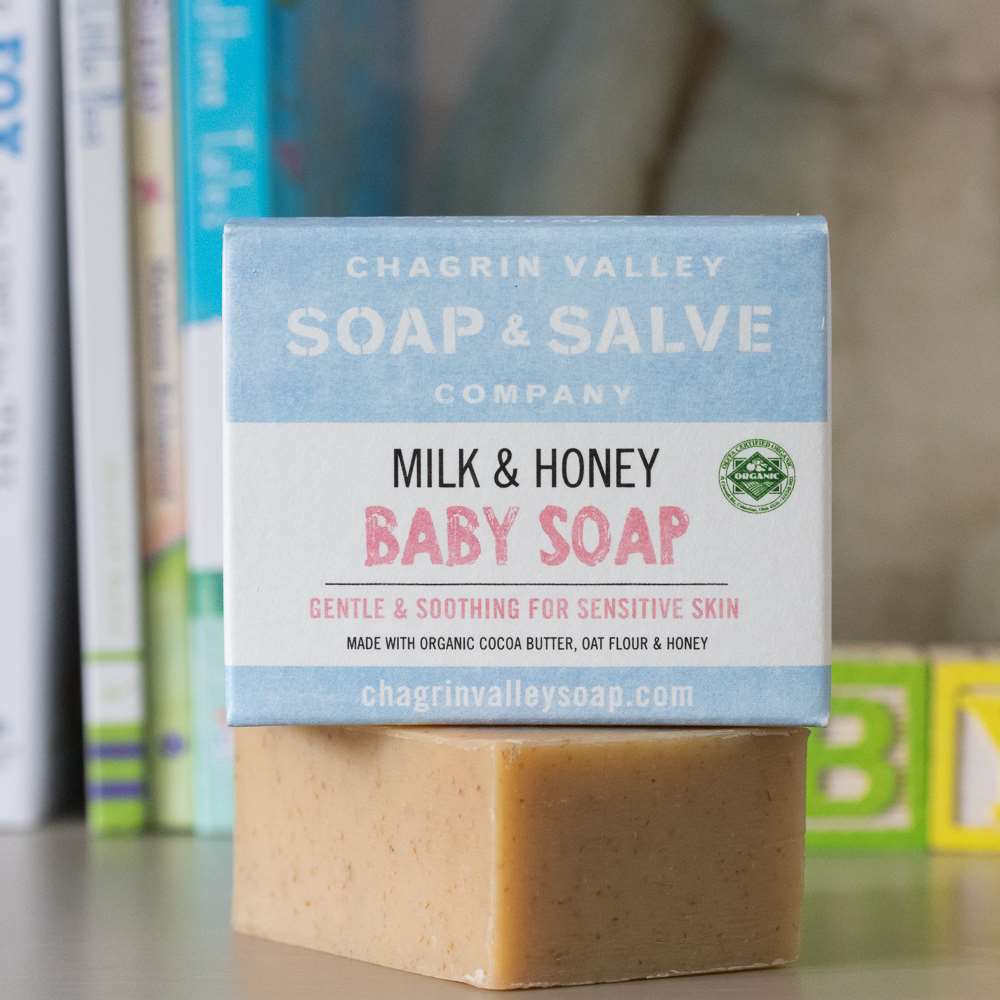 CHAGRIN VALLEY
SOAP & SALVE
COMPANY
MILK & HONEY
BABY SOAP
GENTLE & SOOTHING FOR SENSITIVE SKIN
MADE WITH ORGANIC COCOA BUTTER, OAT FLOUR & HONEY
chagrinvalleysoap.com
ORGANIC
B